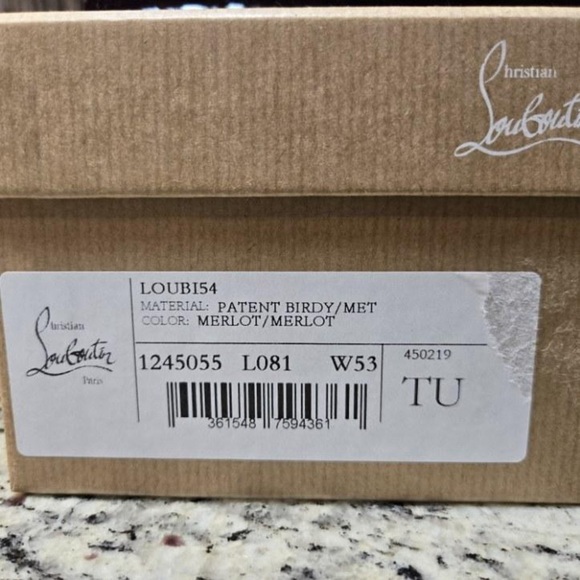 Christian
Louboutin
LOUBI54
MATERIAL: PATENT BIRDY/MET
COLOR: MERLOT/MERLOT
Christian
Louboutin
Paris
1245055 L081 W53
450219
TU
361548 7594361